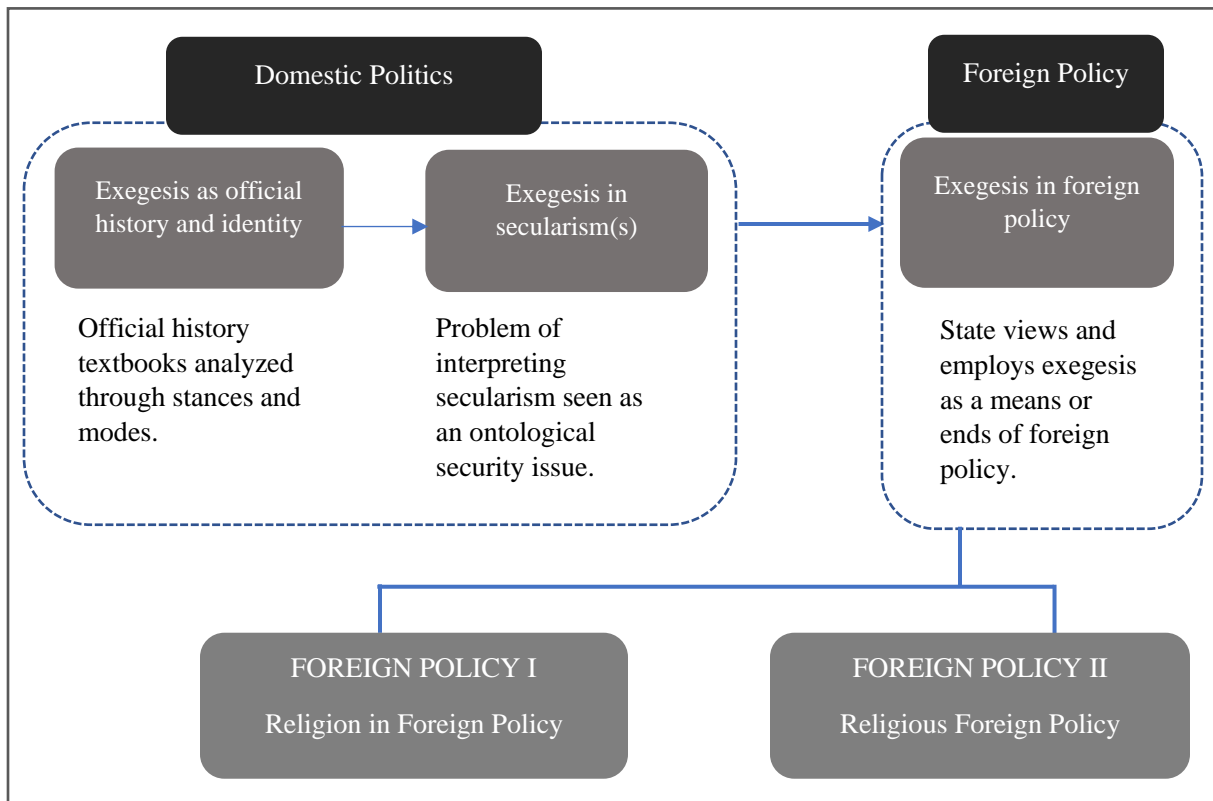 Domestic Politics
Foreign Policy
Exegesis as official
history and identity
Exegesis in
secularism(s)
Exegesis in foreign
policy
Official history
textbooks analyzed
through stances and
modes.
Problem of
interpreting
secularism seen as
an ontological
security issue.
State views and
employs exegesis
as a means or
ends of foreign
policy.
FOREIGN POLICY I
Religion in Foreign Policy
FOREIGN POLICY II
Religious Foreign Policy